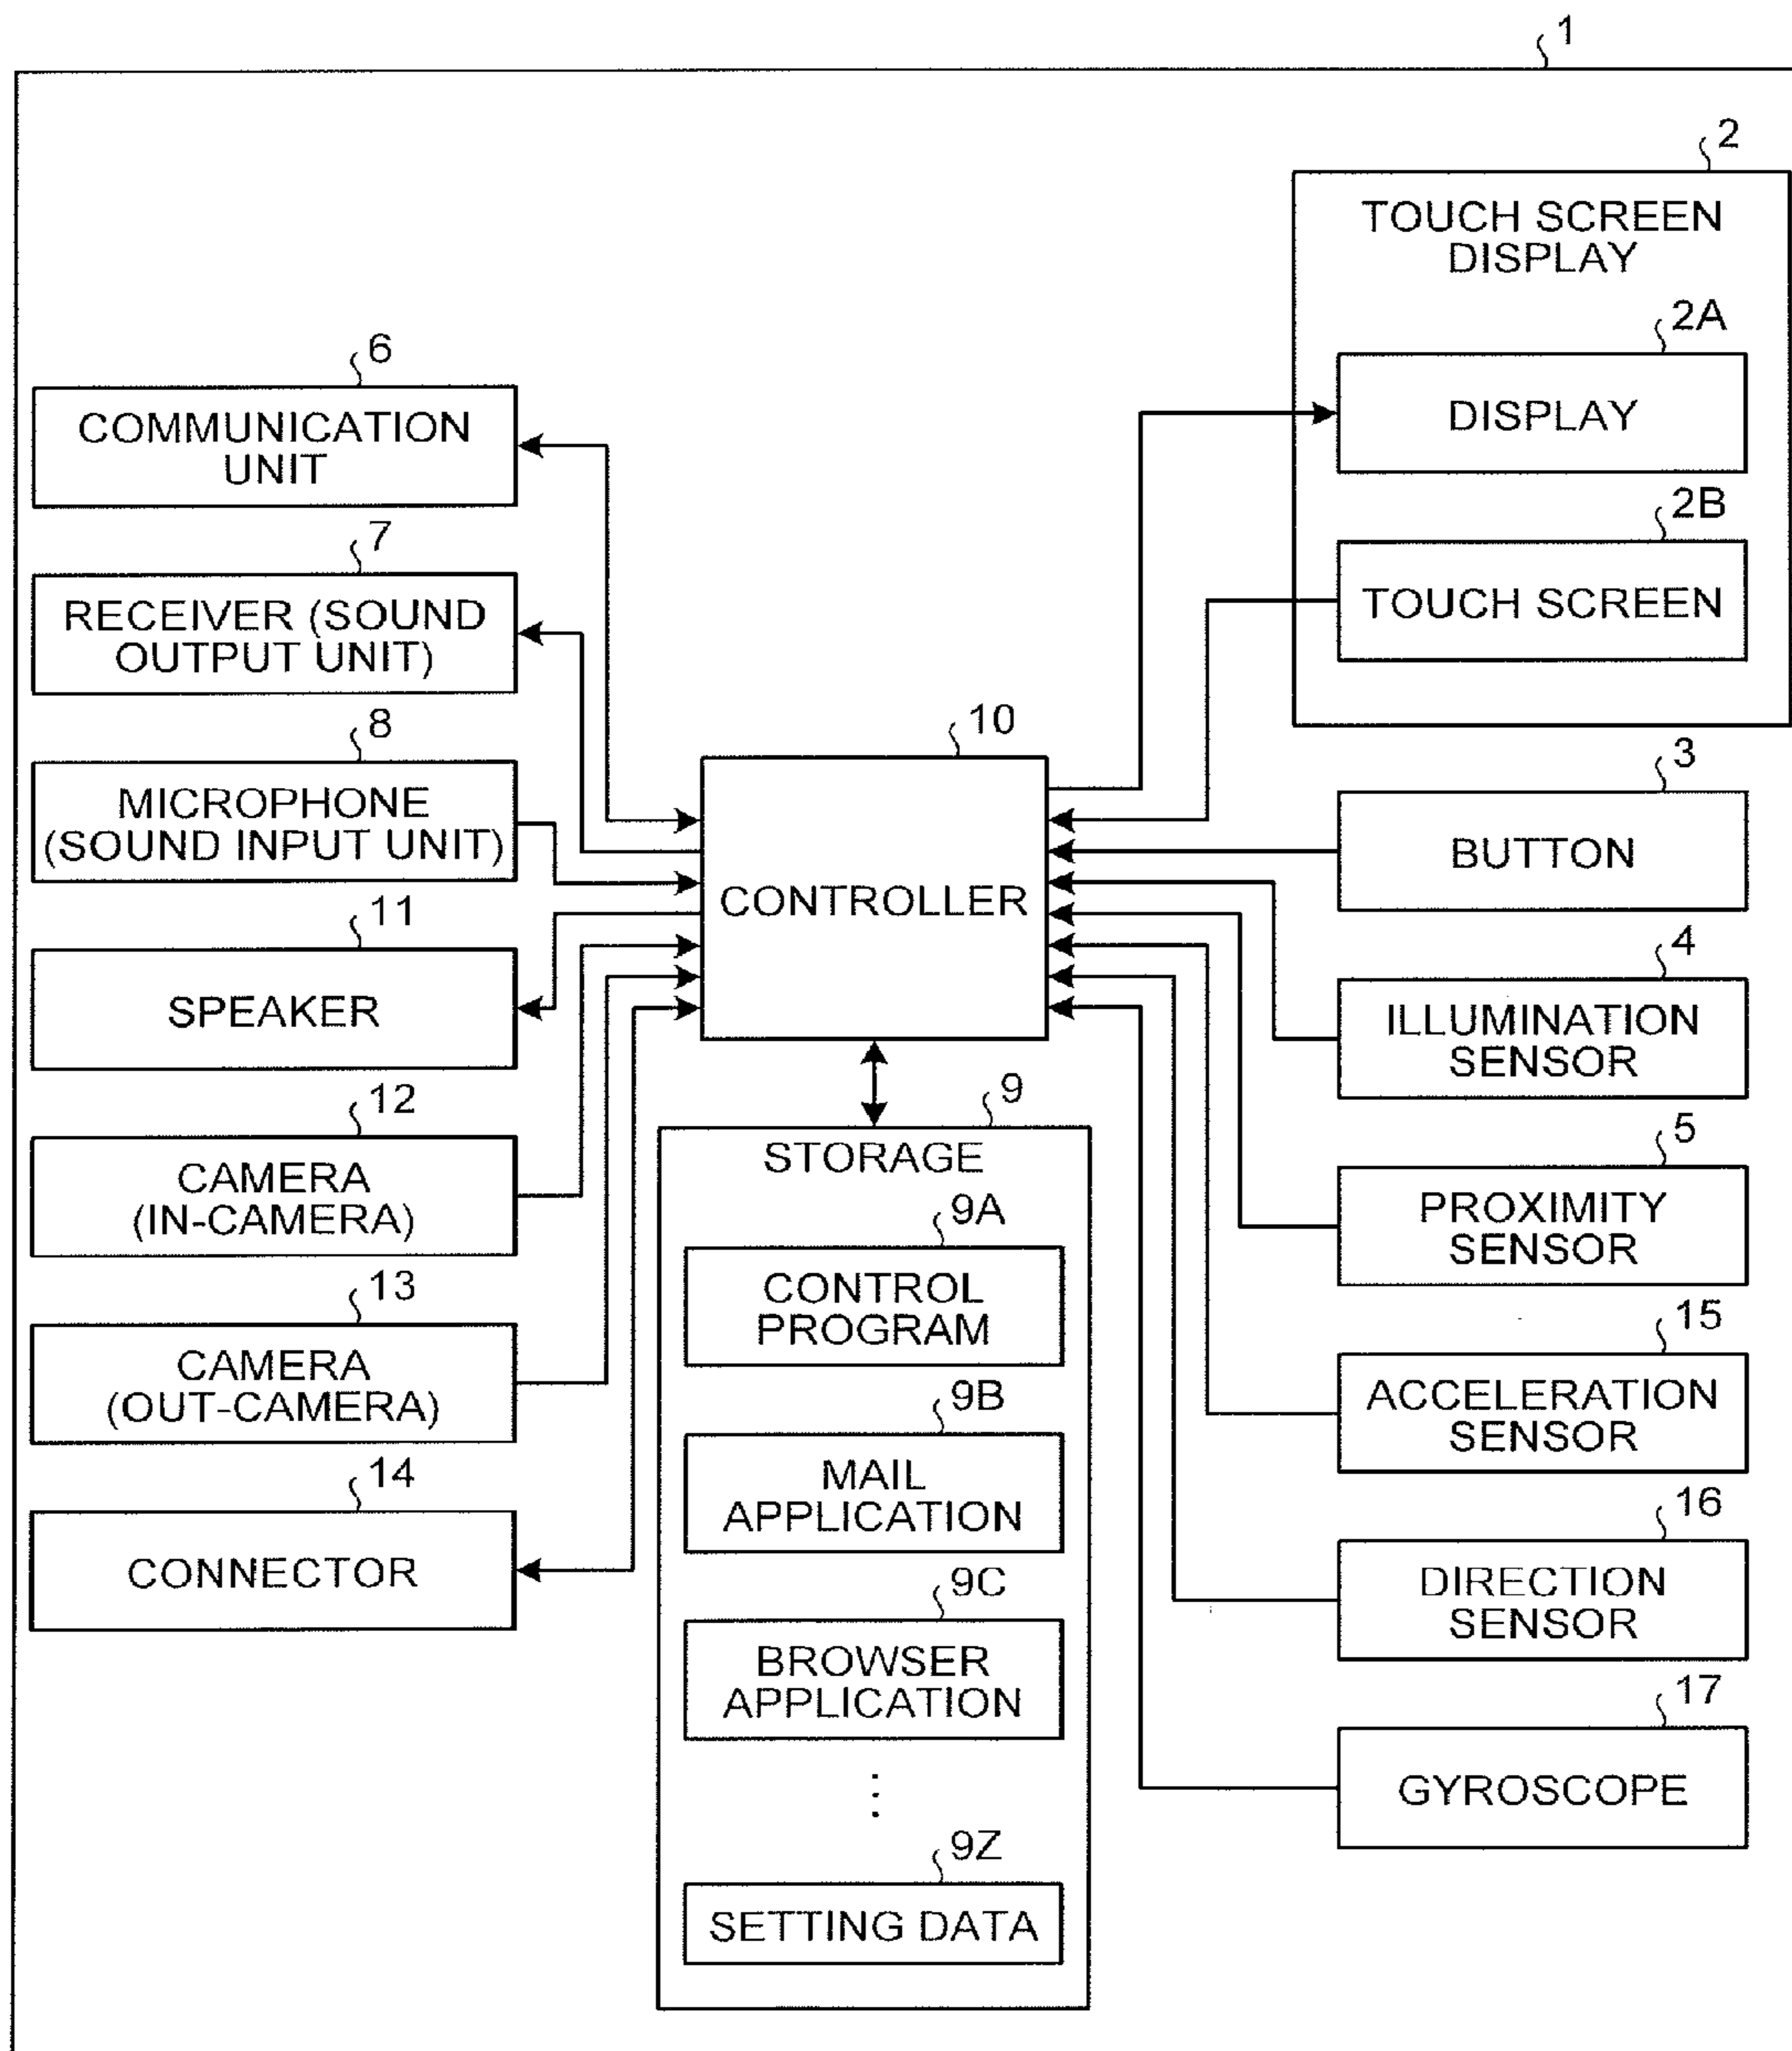 1
2
TOUCH SCREEN
DISPLAY
2A
DISPLAY
2B
TOUCH SCREEN
6
COMMUNICATION
UNIT
7
RECEIVER (SOUND
OUTPUT UNIT)
8
MICROPHONE
(SOUND INPUT UNIT)
11
SPEAKER
12
CAMERA
(IN-CAMERA)
13
CAMERA
(OUT-CAMERA)
14
CONNECTOR
10
CONTROLLER
9
STORAGE
9A
CONTROL
PROGRAM
9B
MAIL
APPLICATION
9C
BROWSER
APPLICATION
⋮
9Z
SETTING DATA
3
BUTTON
4
ILLUMINATION
SENSOR
5
PROXIMITY
SENSOR
15
ACCELERATION
SENSOR
16
DIRECTION
SENSOR
17
GYROSCOPE